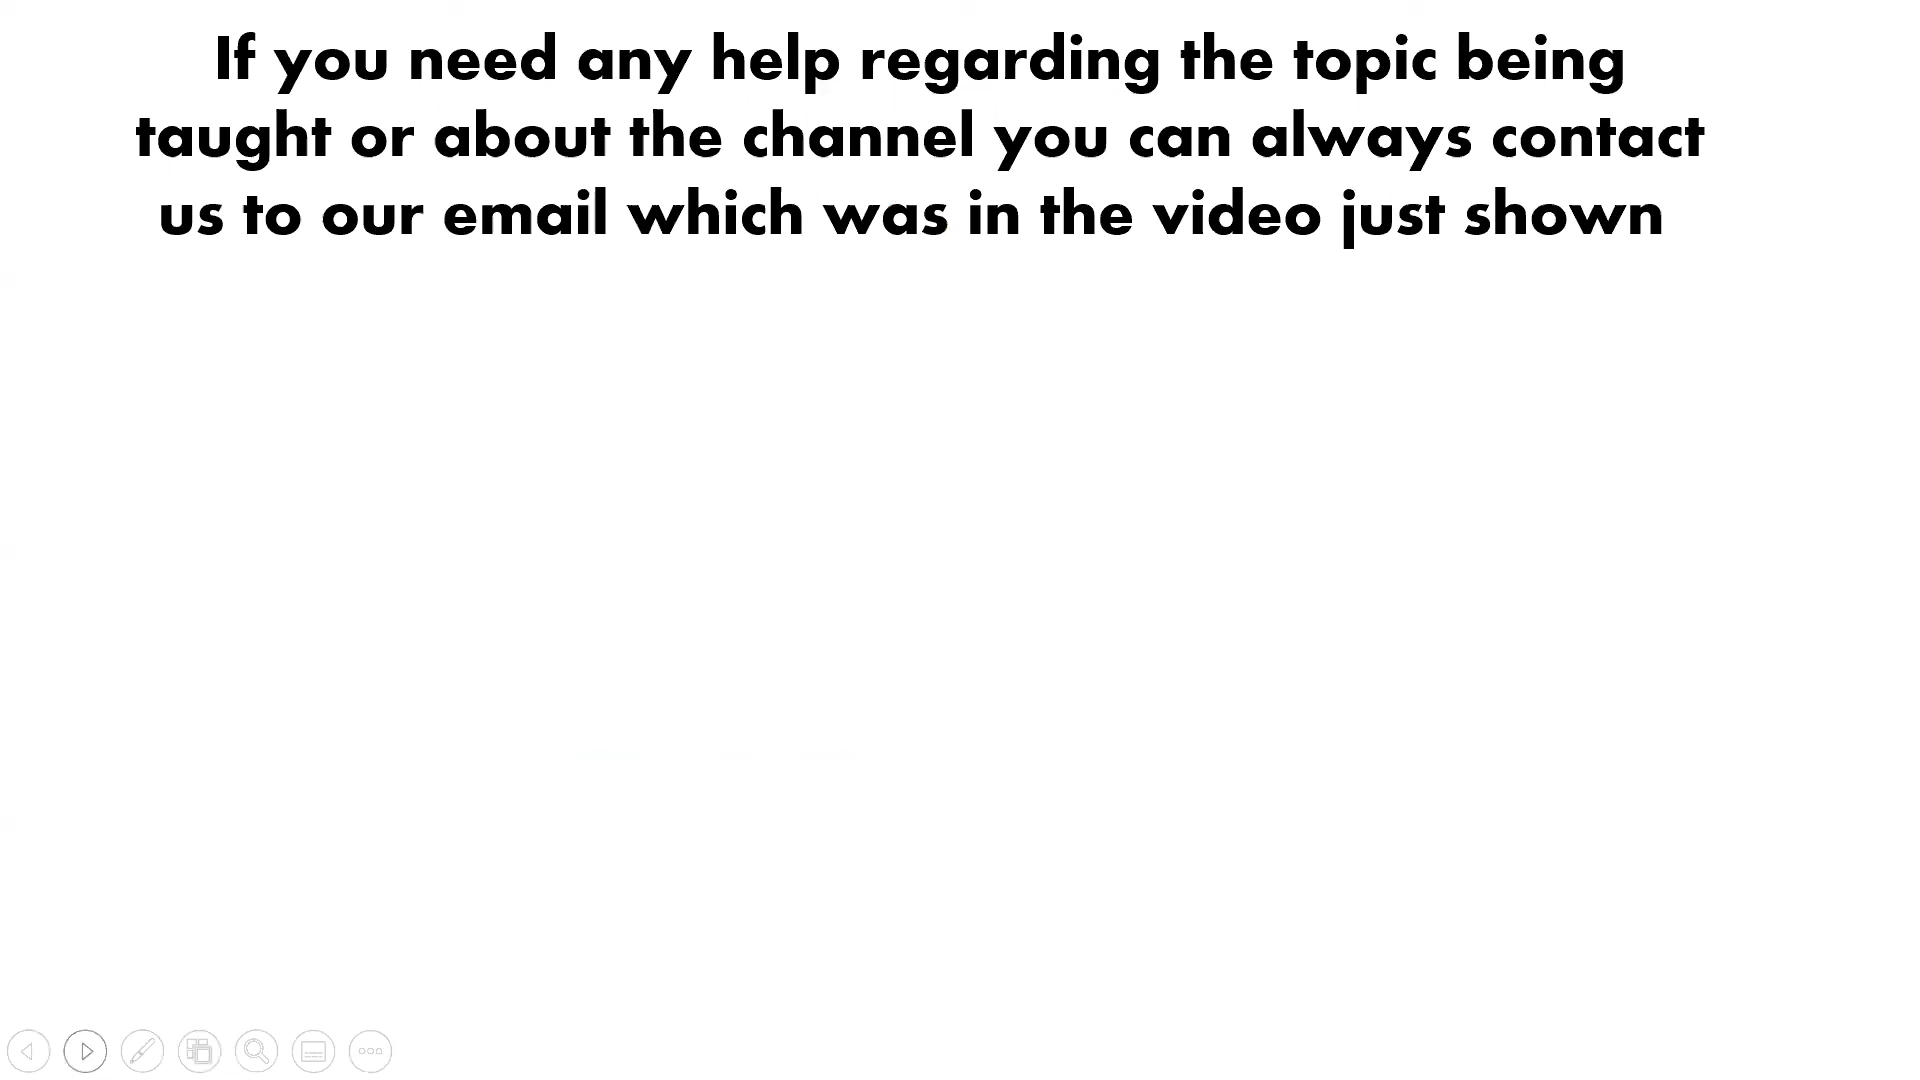 If you need any help regarding the topic being
taught or about the channel you can always contact
us to our email which was in the video just shown